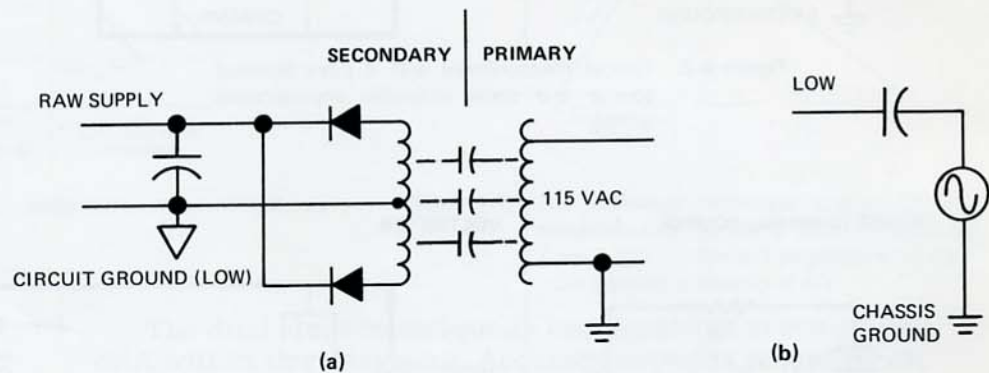 SECONDARY
PRIMARY
RAW SUPPLY
LOW
115 VAC
CIRCUIT GROUND (LOW)
CHASSIS
GROUND
(a)
(b)